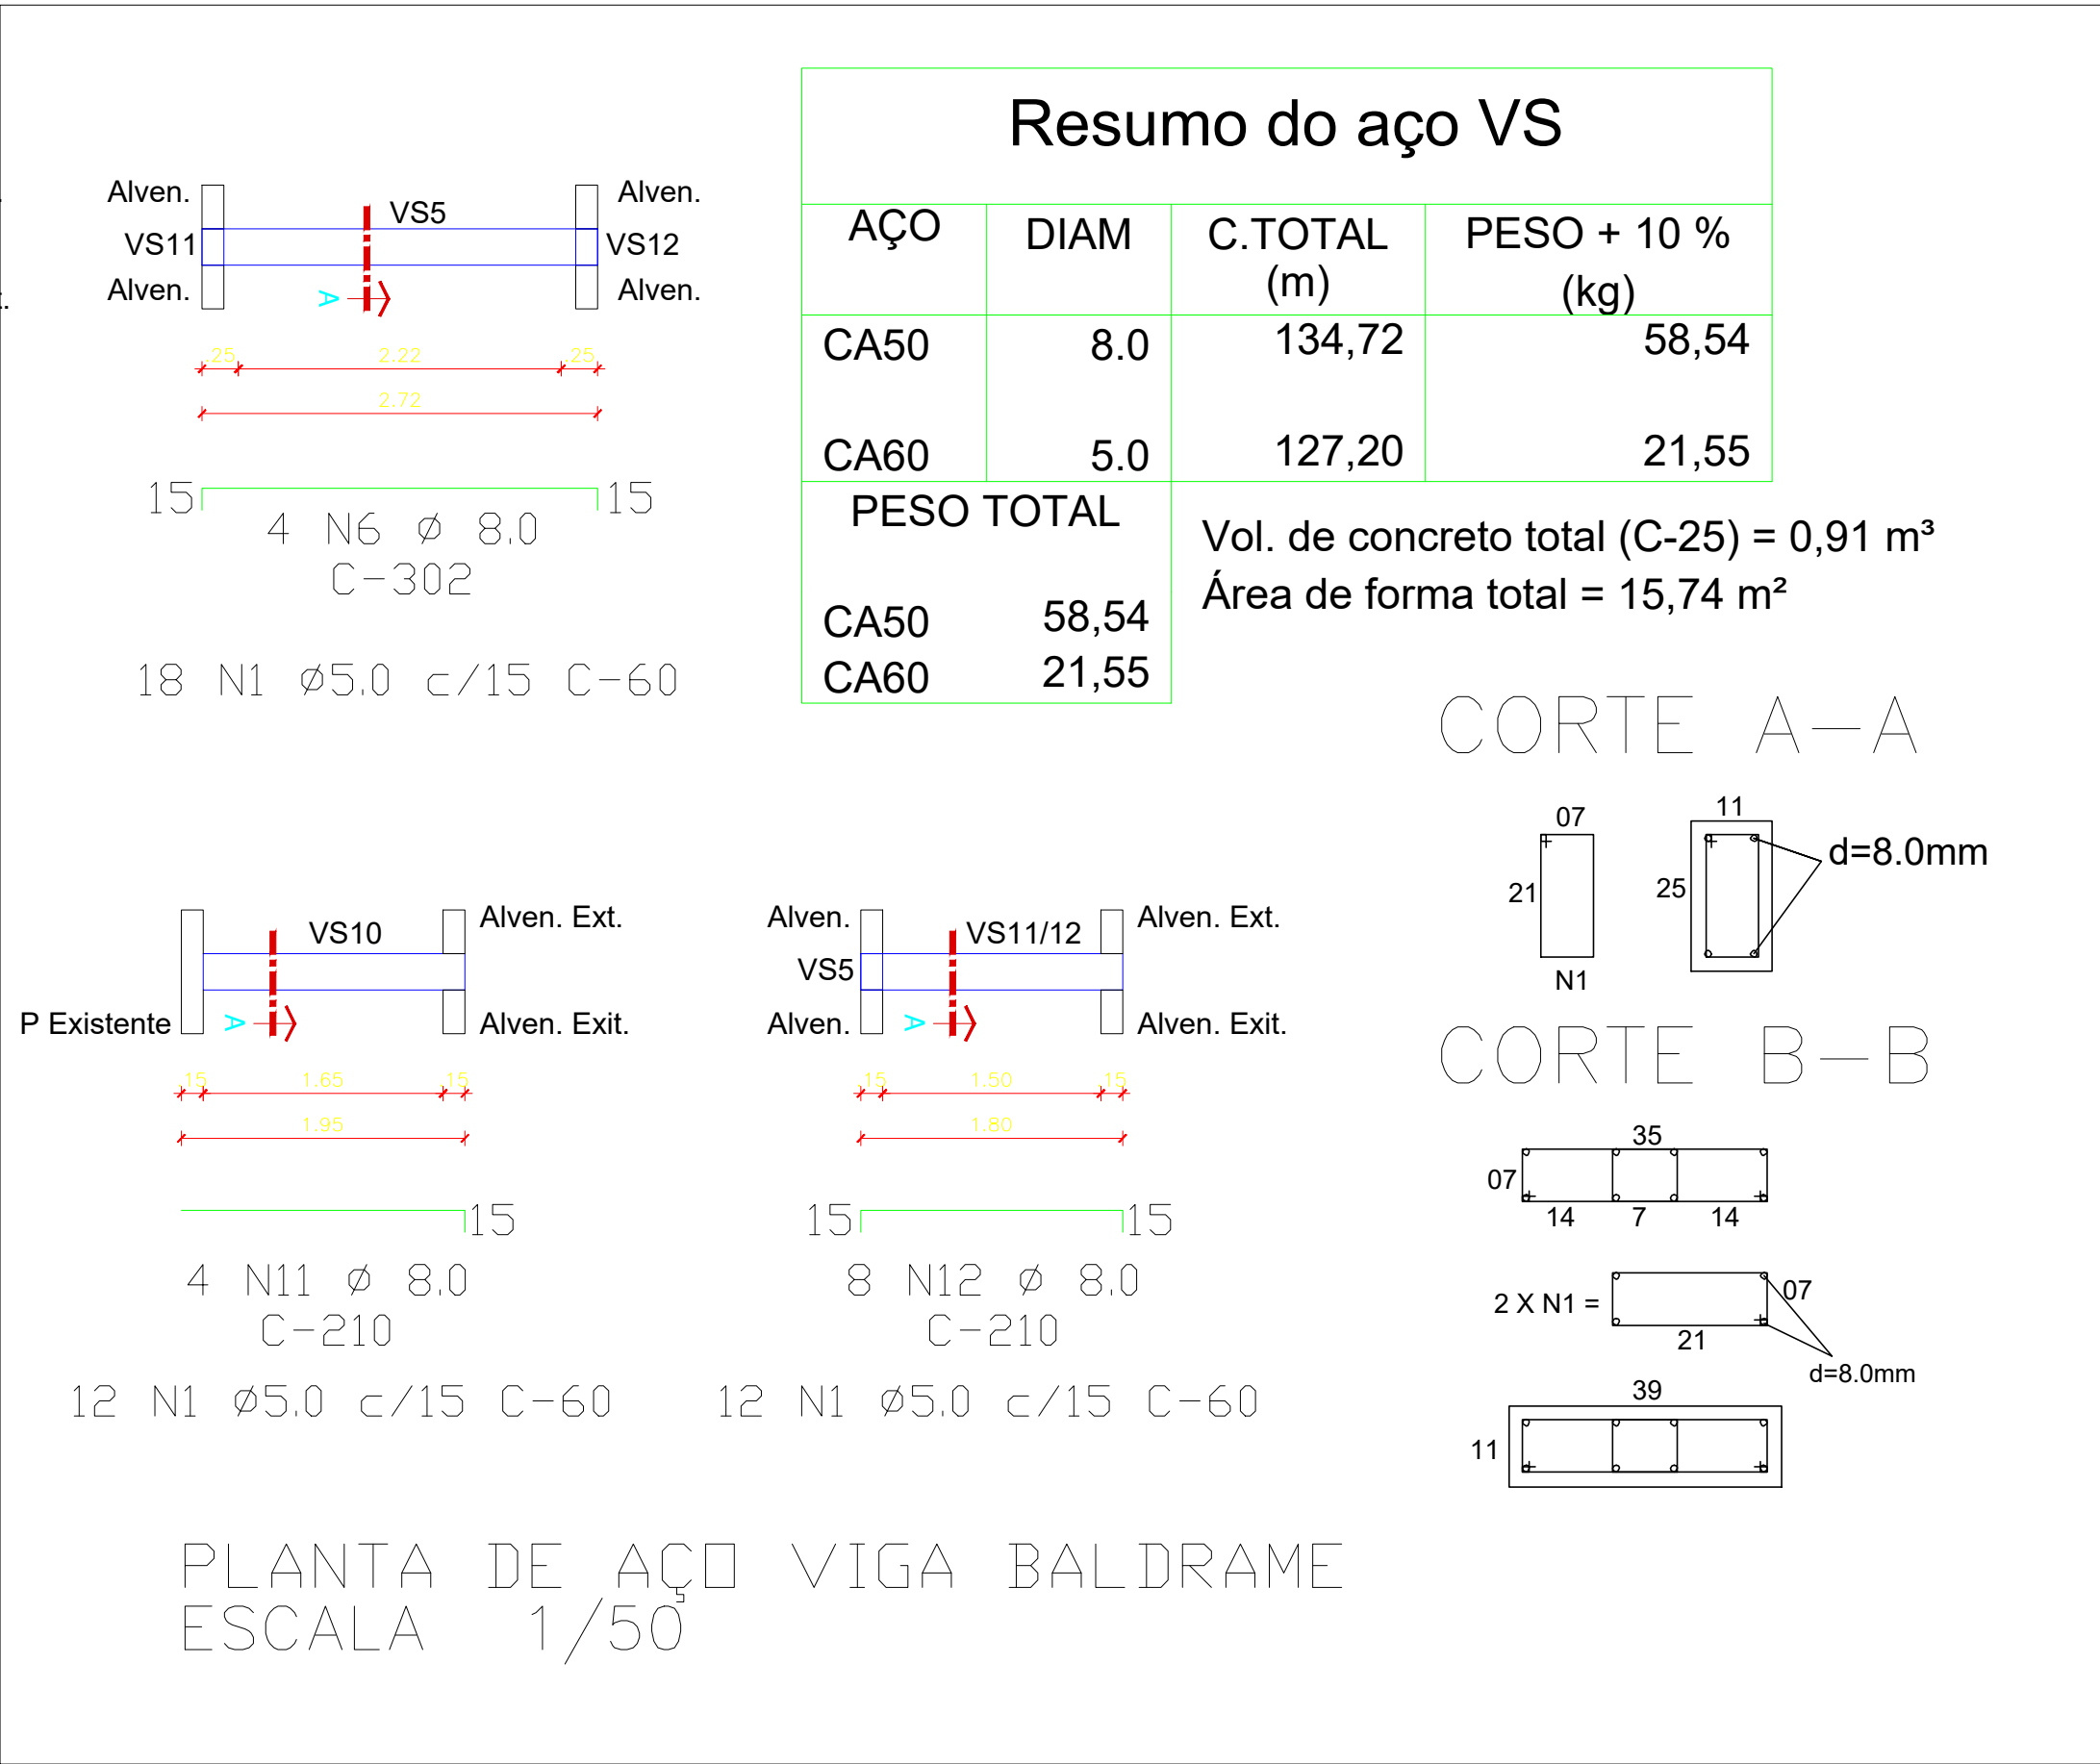 Alven.
Alven.
VS5
VS11
VS12
Alven.
Alven.
A
.25
2.22
.25
2.72
15
15
4 N6 ø 8.0
C-302
18 N1 ø5.0 c/15 C-60
Resumo do aço VS
AÇO DIAM C.TOTAL (m) PESO + 10 % (kg)
CA50 8.0 134,72 58,54
CA60 5.0 127,20 21,55
PESO TOTAL
CA50 58,54
CA60 21,55
Vol. de concreto total (C-25) = 0,91 m³
Área de forma total = 15,74 m²
CORTE A-A
07
21
N1
11
25
d=8.0mm
VS10
Alven. Ext.
P Existente
A
Alven. Exit.
.15
1.65
.15
1.95
15
4 N11 ø 8.0
C-210
12 N1 ø5.0 c/15 C-60
Alven.
VS11/12
Alven. Ext.
VS5
Alven.
A
Alven. Exit.
.15
1.50
.15
1.80
15
15
8 N12 ø 8.0
C-210
12 N1 ø5.0 c/15 C-60
CORTE B-B
35
07
14
7
14
2 X N1 =
07
21
d=8.0mm
39
11
PLANTA DE AÇO VIGA BALDRAME
ESCALA 1/50